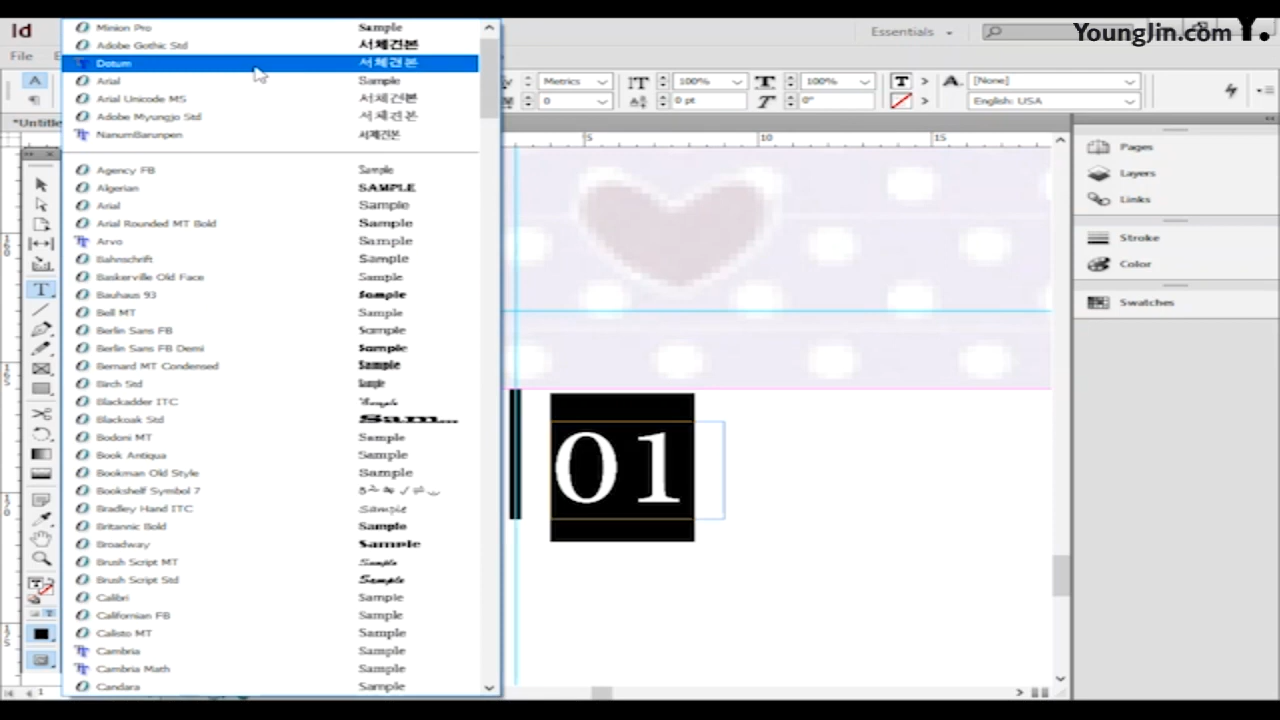 Id
Essentials
YoungJin.com Y.
File
Metrics
100%
100%
[None]
0
0 pt
0°
English: USA
5
10
15
Minion Pro Sample
Adobe Gothic Std 서체견본
Dotum 서체견본
Arial Sample
Arial Unicode MS 서체견본
Adobe Myungjo Std 서체견본
NanumBarunpen 서체견본
Agency FB Sample
Algerian SAMPLE
Arial Sample
Arial Rounded MT Bold Sample
Arvo Sample
Bahnschrift Sample
Baskerville Old Face Sample
Bauhaus 93 Sample
Bell MT Sample
Berlin Sans FB Sample
Berlin Sans FB Demi Sample
Bernard MT Condensed Sample
Birch Std Sample
Blackadder ITC Sample
Blackoak Std Sam...
Bodoni MT Sample
Book Antiqua Sample
Bookman Old Style Sample
Bookshelf Symbol 7
Bradley Hand ITC Sample
Britannic Bold Sample
Broadway Sample
Brush Script MT Sample
Brush Script Std Sample
Calibri Sample
Californian FB Sample
Calisto MT Sample
Cambria Sample
Cambria Math Sample
Candara Sample
01
Pages
Layers
Links
Stroke
Color
Swatches